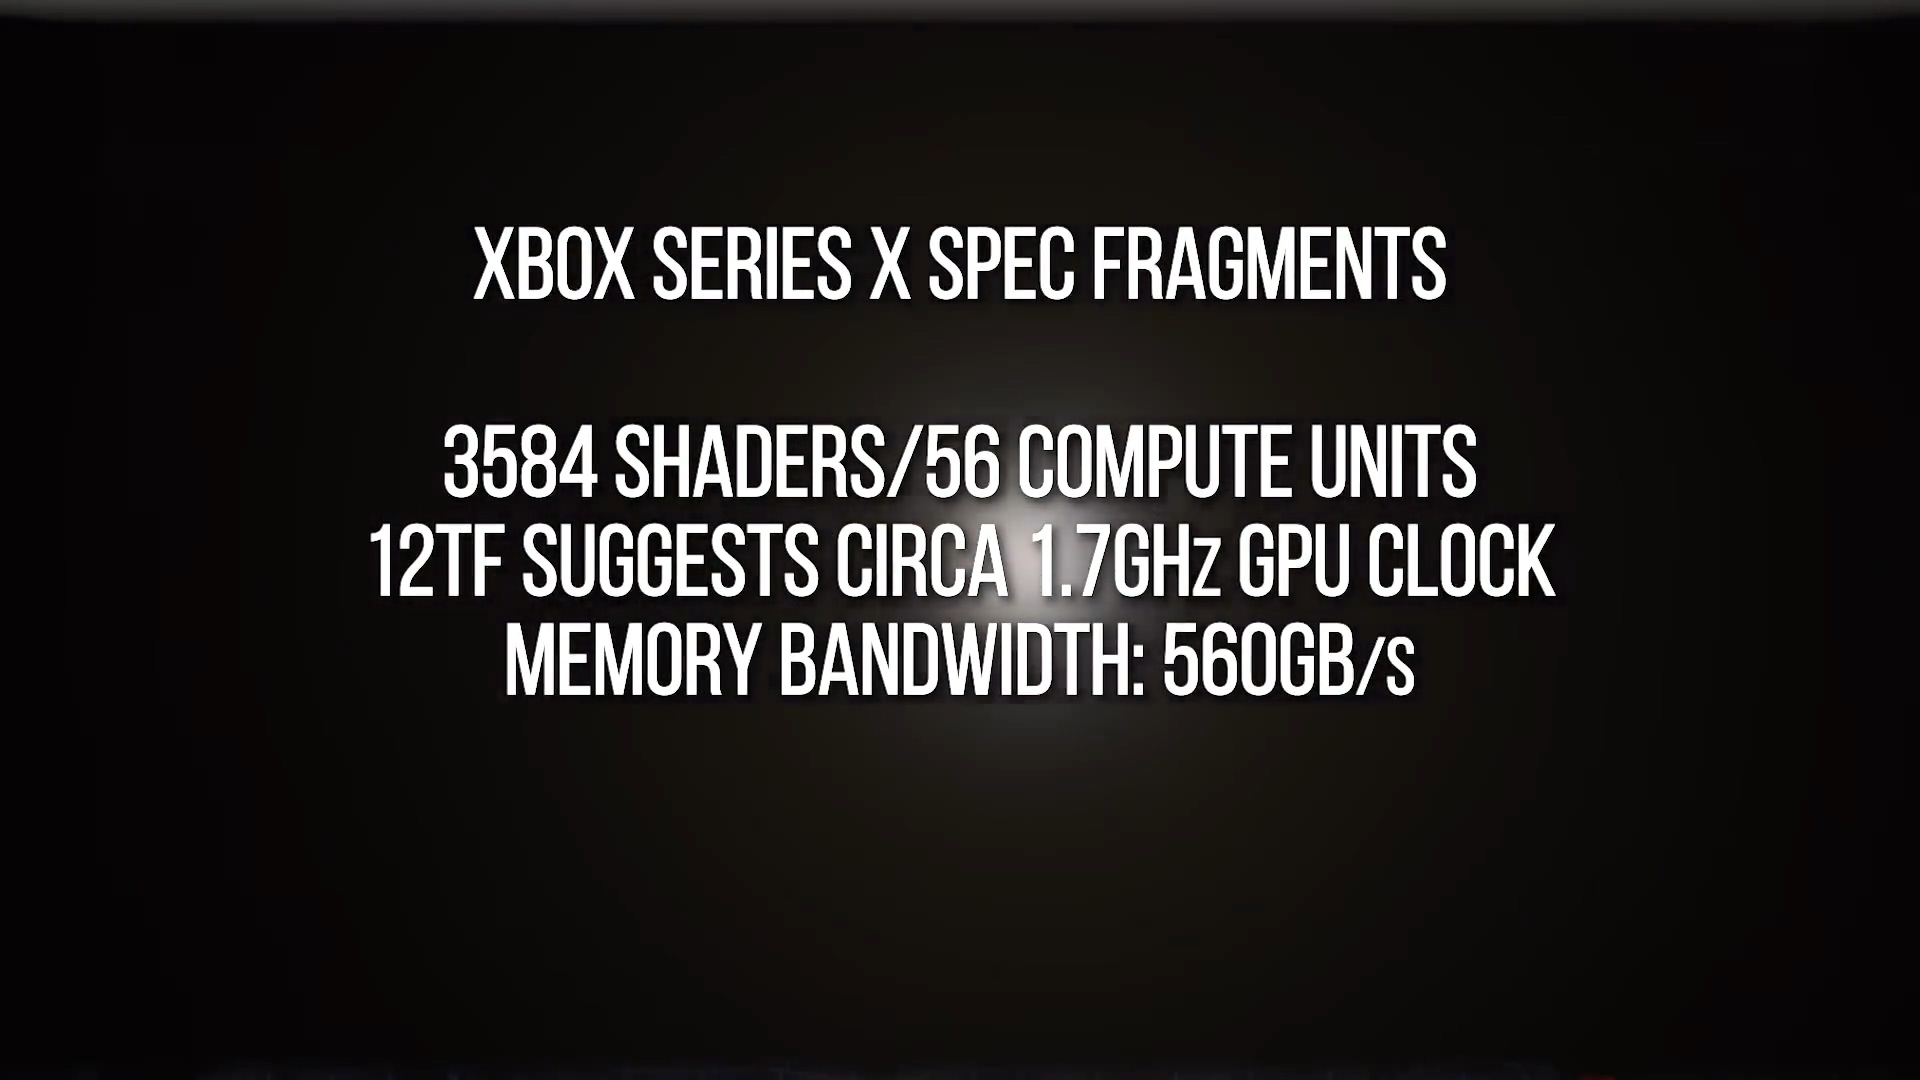 XBOX SERIES X SPEC FRAGMENTS
3584 SHADERS/56 COMPUTE UNITS
12TF SUGGESTS CIRCA 1.7GHz GPU CLOCK
MEMORY BANDWIDTH: 560GB/s